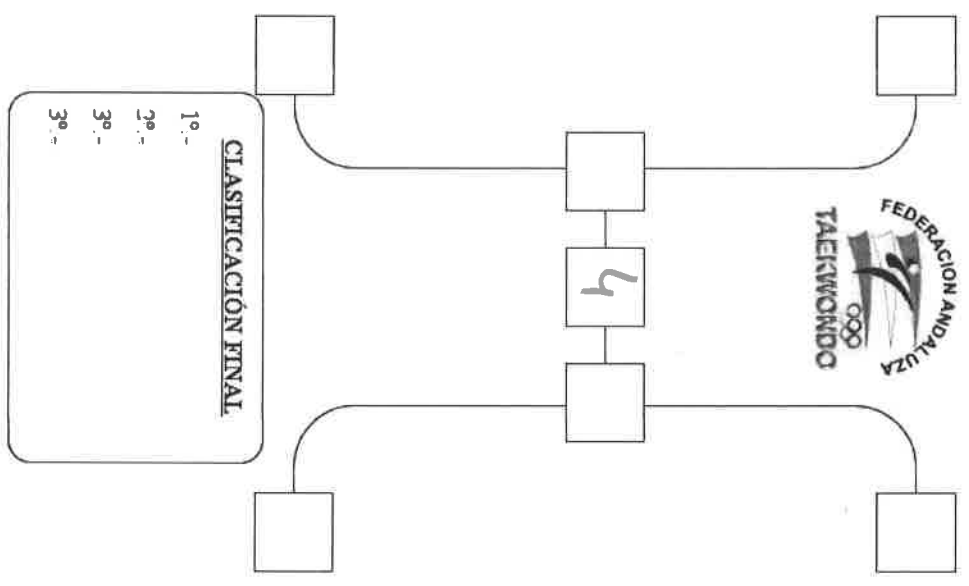 FEDERACION ANDALUZA
TAEKWONDO
4
CLASIFICACIÓN FINAL
1º.-
2º.-
3º.-
3º.-